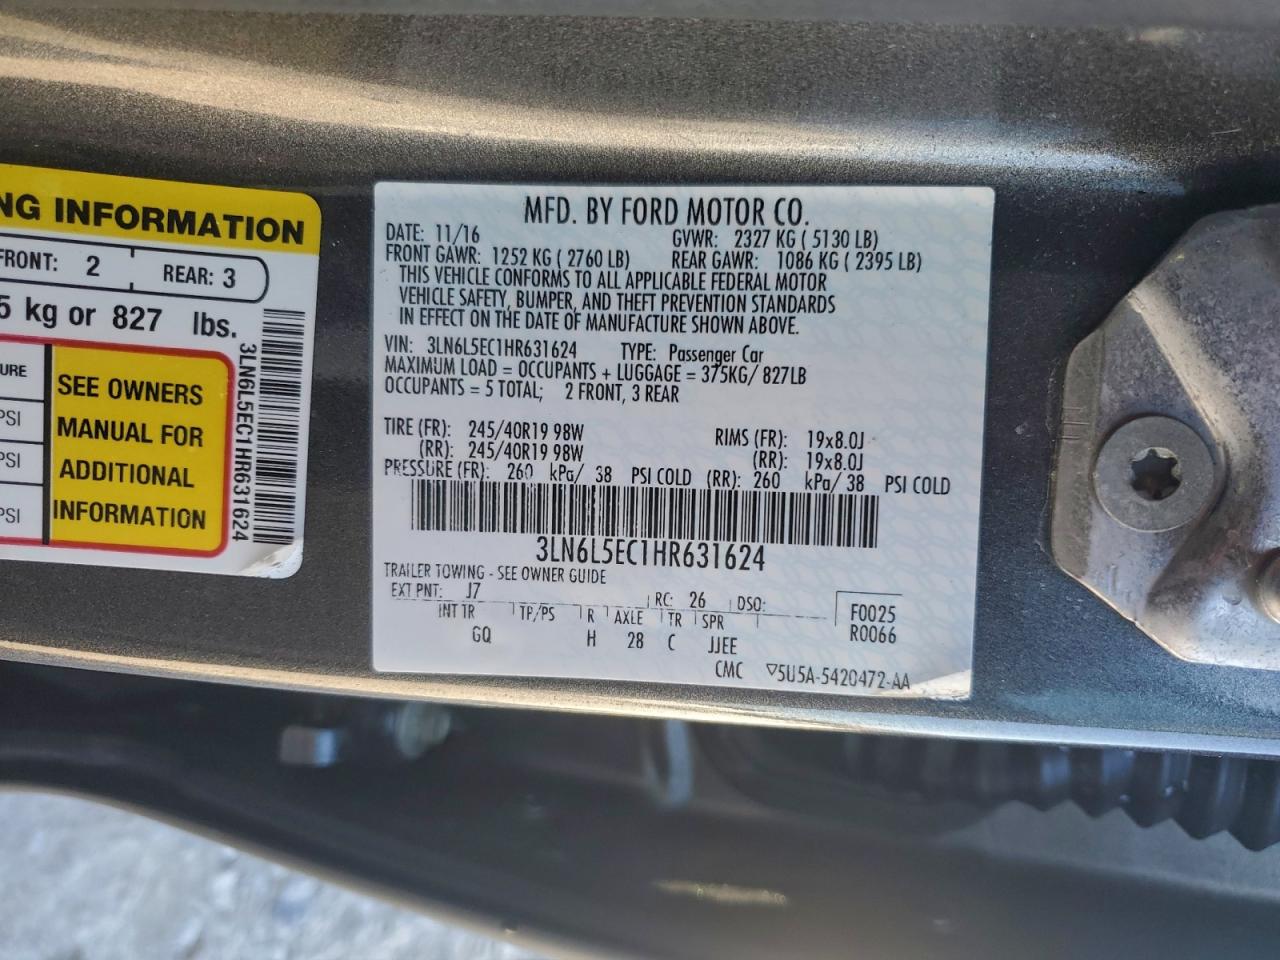 NG INFORMATION
FRONT: 2 REAR: 3
5 kg or 827 lbs.
URE
PSI
PSI
PSI
SEE OWNERS
MANUAL FOR
ADDITIONAL
INFORMATION
3LN6L5EC1HR631624
MFD. BY FORD MOTOR CO.
DATE: 11/16 GVWR: 2327 KG ( 5130 LB)
FRONT GAWR: 1252 KG ( 2760 LB) REAR GAWR: 1086 KG ( 2395 LB)
THIS VEHICLE CONFORMS TO ALL APPLICABLE FEDERAL MOTOR
VEHICLE SAFETY, BUMPER, AND THEFT PREVENTION STANDARDS
IN EFFECT ON THE DATE OF MANUFACTURE SHOWN ABOVE.
VIN: 3LN6L5EC1HR631624 TYPE: Passenger Car
MAXIMUM LOAD = OCCUPANTS + LUGGAGE = 375KG/ 827LB
OCCUPANTS = 5 TOTAL; 2 FRONT, 3 REAR
TIRE (FR): 245/40R19 98W RIMS (FR): 19x8.0J
(RR): 245/40R19 98W (RR): 19x8.0J
PRESSURE (FR): 260 kPa/ 38 PSI COLD (RR): 260 kPa/ 38 PSI COLD
3LN6L5EC1HR631624
TRAILER TOWING - SEE OWNER GUIDE
EXT PNT: J7 RC: 26 DSO:
INT TR TP/PS R AXLE TR SPR F0025
GQ H 28 C JJEE R0066
CMC ▽5U5A-5420472-AA